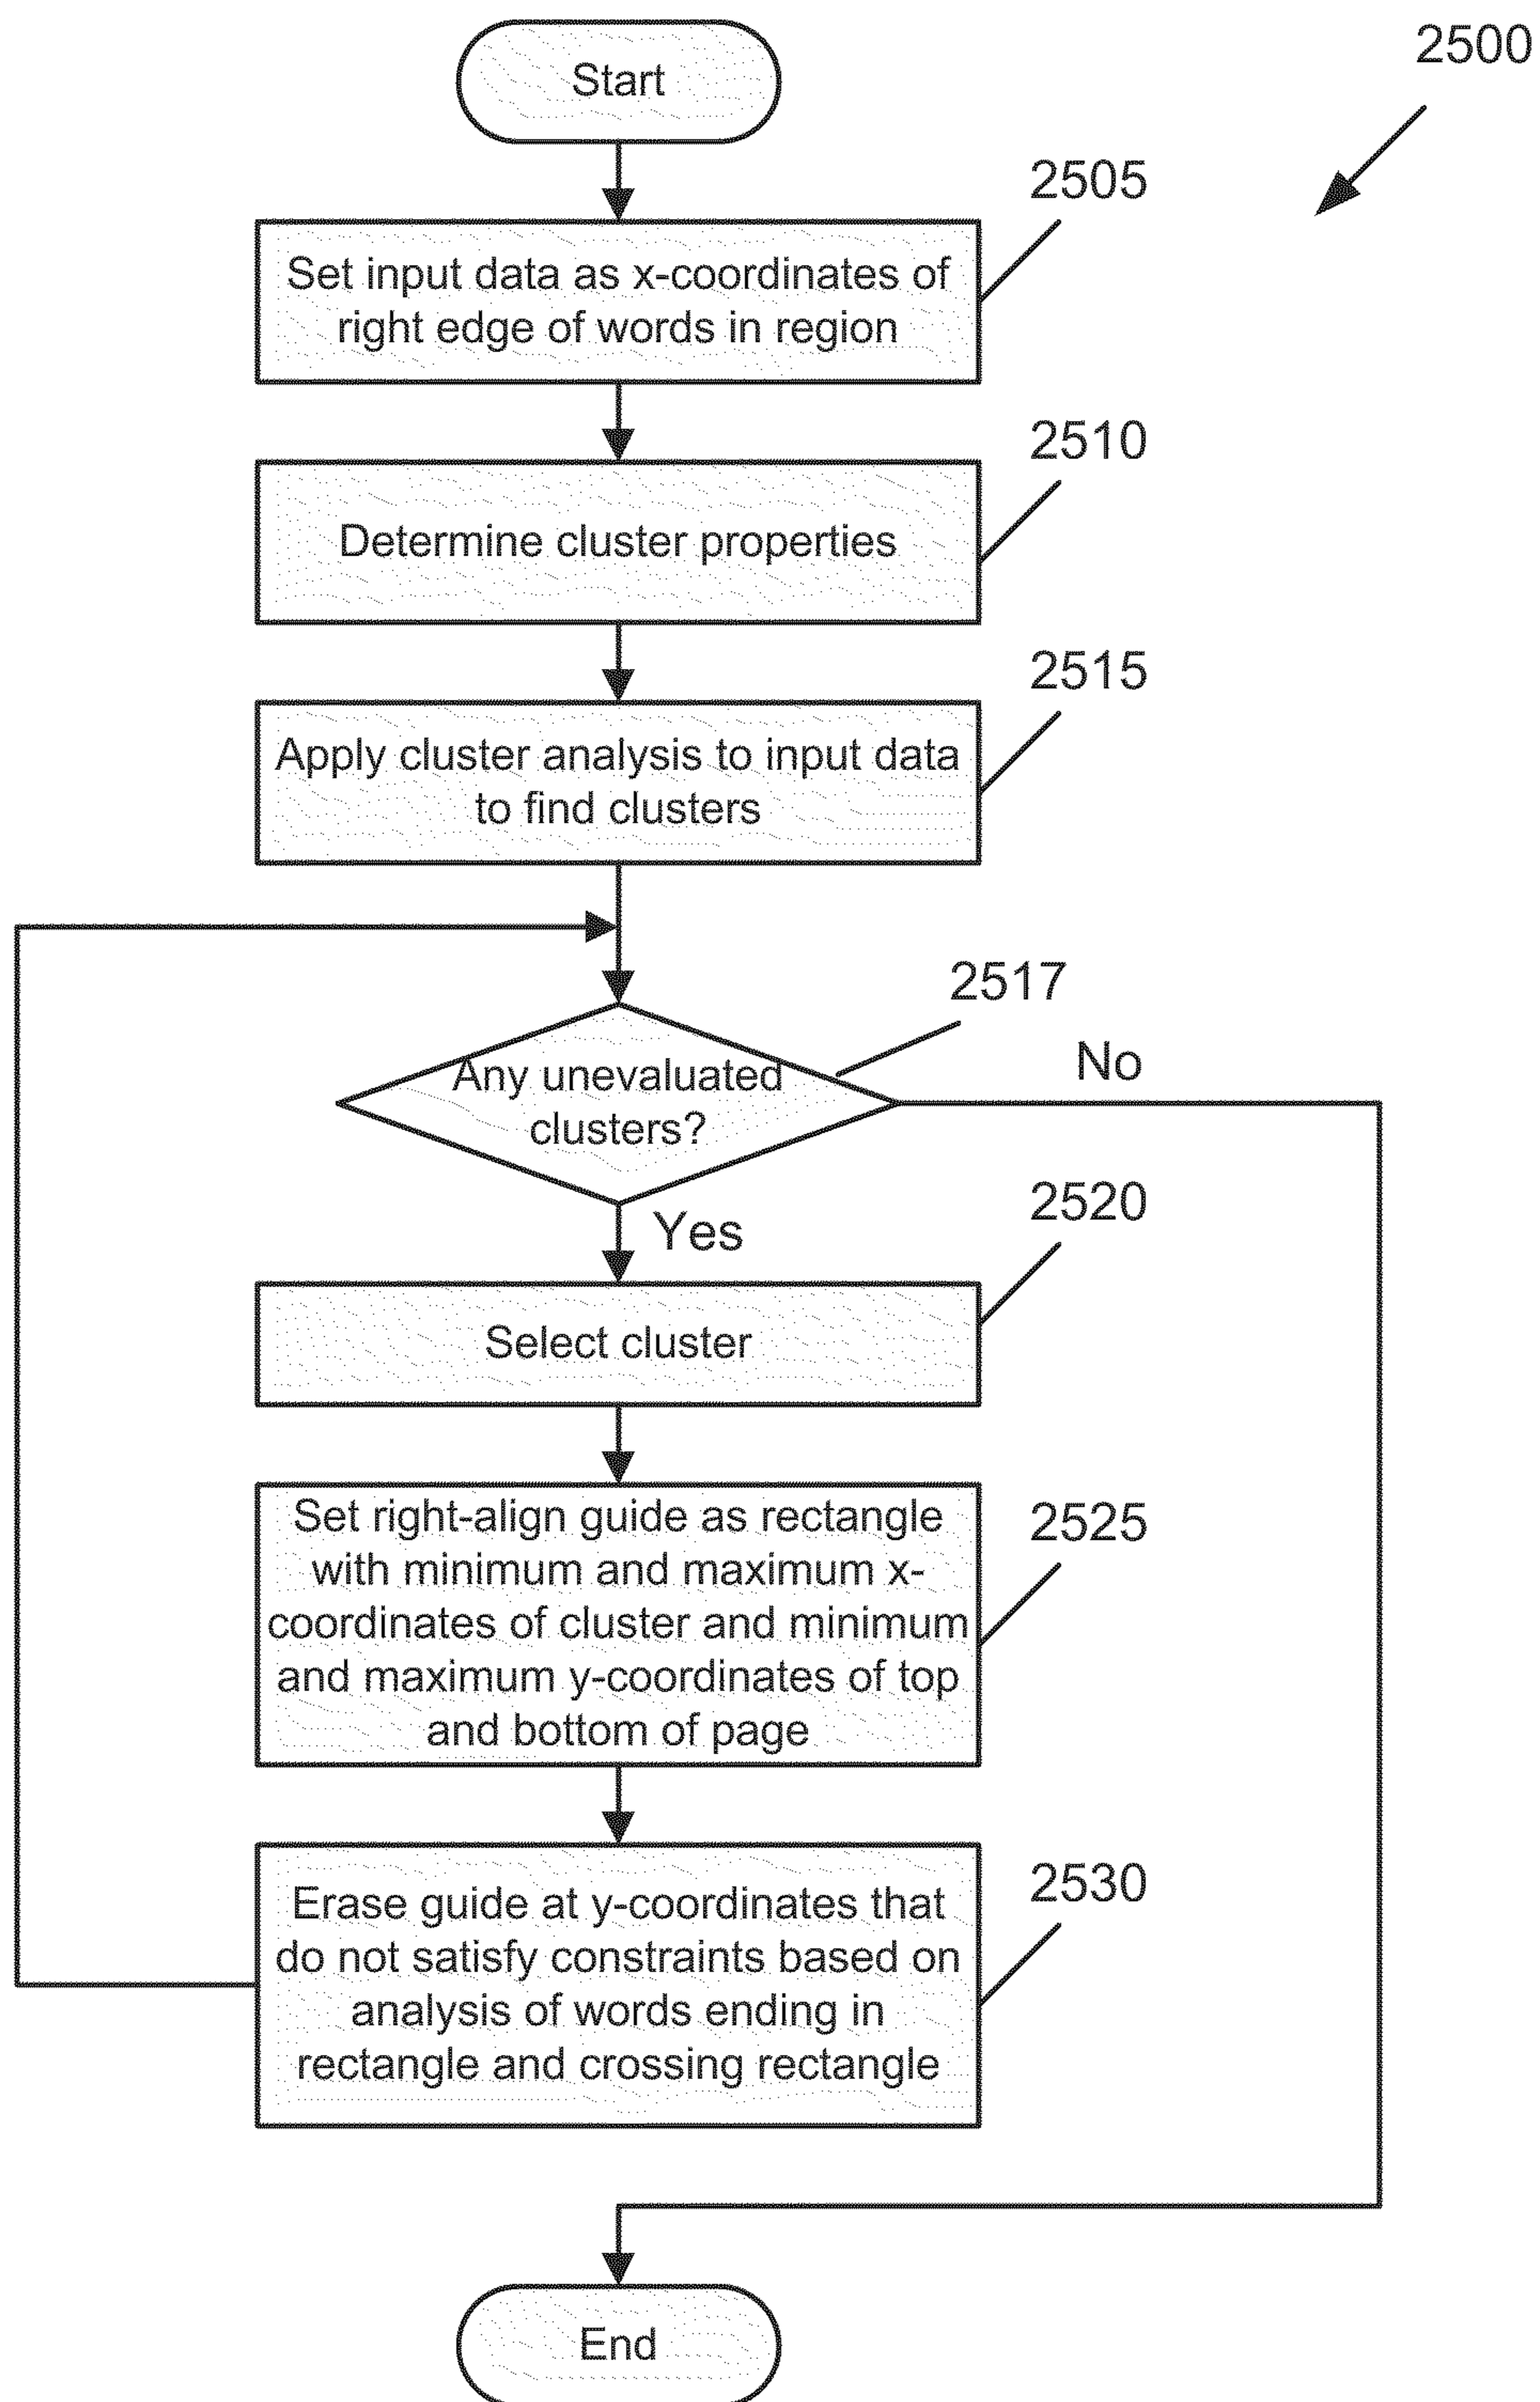 2500
Start
2505
Set input data as x-coordinates of
right edge of words in region
2510
Determine cluster properties
2515
Apply cluster analysis to input data
to find clusters
2517
Any unevaluated
clusters?
No
Yes
2520
Select cluster
2525
Set right-align guide as rectangle
with minimum and maximum x-
coordinates of cluster and minimum
and maximum y-coordinates of top
and bottom of page
2530
Erase guide at y-coordinates that
do not satisfy constraints based on
analysis of words ending in
rectangle and crossing rectangle
End